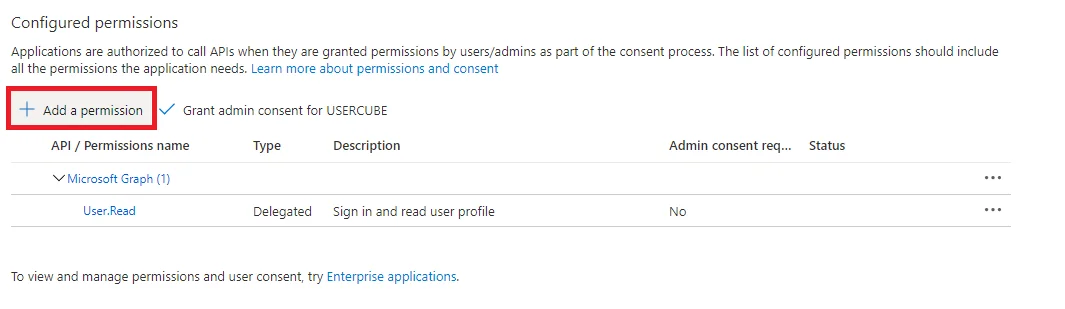 Configured permissions
Applications are authorized to call APIs when they are granted permissions by users/admins as part of the consent process. The list of configured permissions should include
all the permissions the application needs. Learn more about permissions and consent
Add a permission Grant admin consent for USERCUBE
API / Permissions name Type Description Admin consent req... Status
Microsoft Graph (1) ...
User.Read Delegated Sign in and read user profile No ...
To view and manage permissions and user consent, try Enterprise applications.